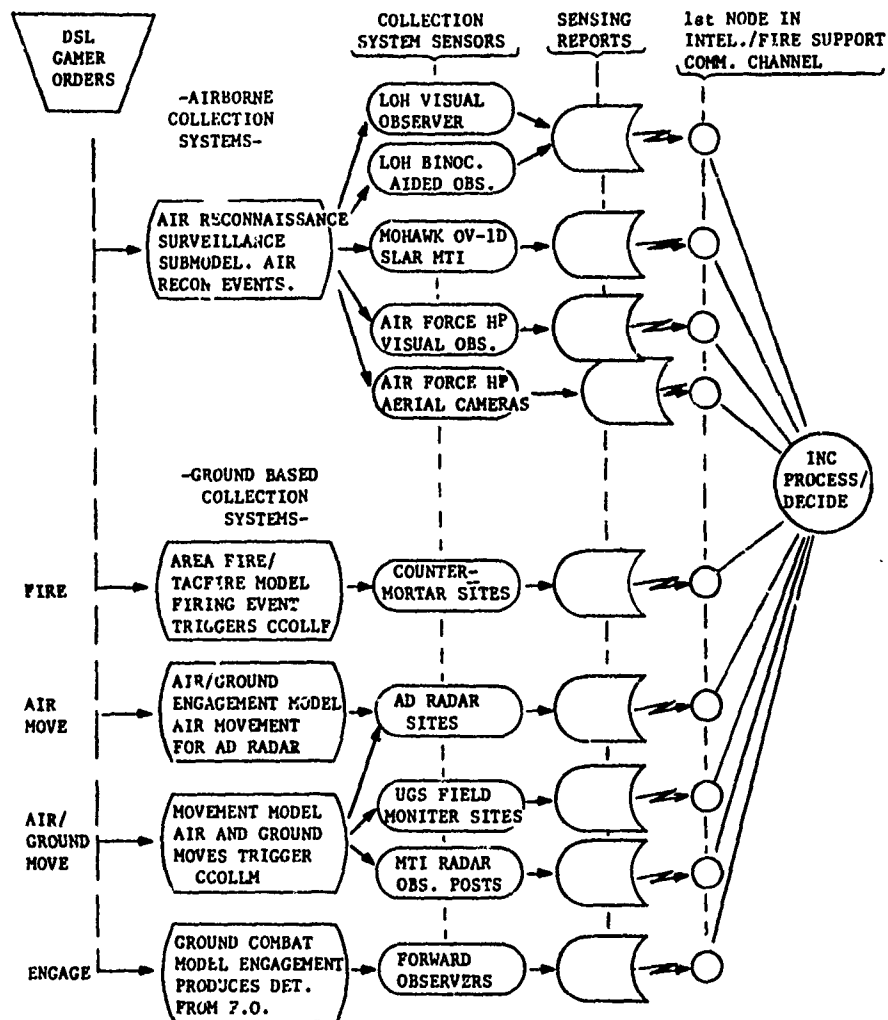 DSL
GAMER
ORDERS
COLLECTION
SYSTEM SENSORS
SENSING
REPORTS
1st NODE IN
INTEL./FIRE SUPPORT
COMM. CHANNEL
-AIRBORNE
COLLECTION
SYSTEMS-
LOH VISUAL
OBSERVER
LOH BINOC.
AIDED OBS.
AIR RECONNAISSANCE
SURVEILLANCE
SUBMODEL. AIR
RECON EVENTS.
MOHAWK OV-1D
SLAR MTI
AIR FORCE HP
VISUAL OBS.
AIR FORCE HP
AERIAL CAMERAS
INC
PROCESS/
DECIDE
-GROUND BASED
COLLECTION
SYSTEMS-
FIRE
AREA FIRE/
TACFIRE MODEL
FIRING EVENT
TRIGGERS CCOLLF
COUNTER-
MORTAR SITES
AIR
MOVE
AIR/GROUND
ENGAGEMENT MODEL
AIR MOVEMENT
FOR AD RADAR
AD RADAR
SITES
AIR/
GROUND
MOVE
MOVEMENT MODEL
AIR AND GROUND
MOVES TRIGGER
CCOLLM
UGS FIELD
MONITER SITES
MTI RADAR
OBS. POSTS
ENGAGE
GROUND COMBAT
MODEL ENGAGEMENT
PRODUCES DET.
FROM F.O.
FORWARD
OBSERVERS